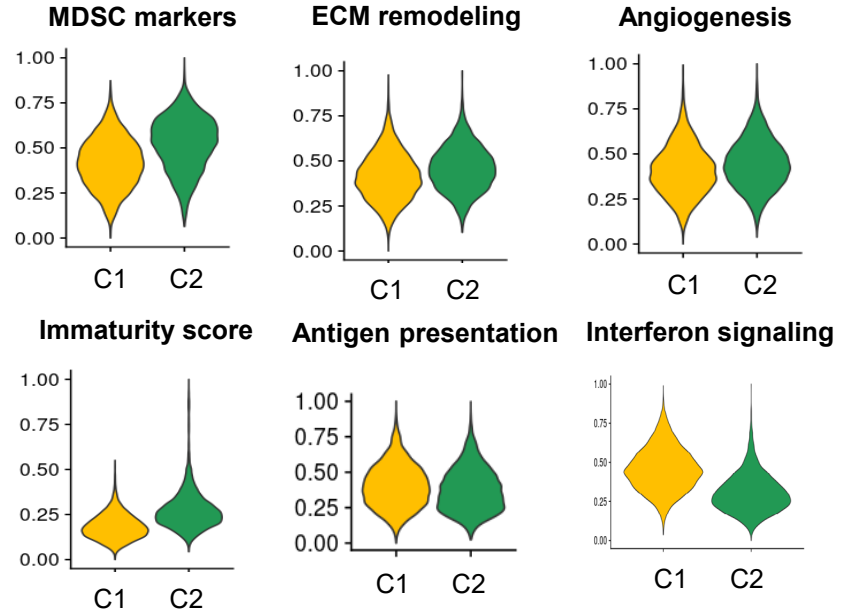 MDSC markers
1.00
0.75
0.50
0.25
0.00
C1 C2
ECM remodeling
1.00
0.75
0.50
0.25
0.00
C1 C2
Angiogenesis
1.00
0.75
0.50
0.25
0.00
C1 C2
Immaturity score
1.00
0.75
0.50
0.25
0.00
C1 C2
Antigen presentation
1.00
0.75
0.50
0.25
0.00
C1 C2
Interferon signaling
1.00
0.75
0.50
0.25
0.00
C1 C2